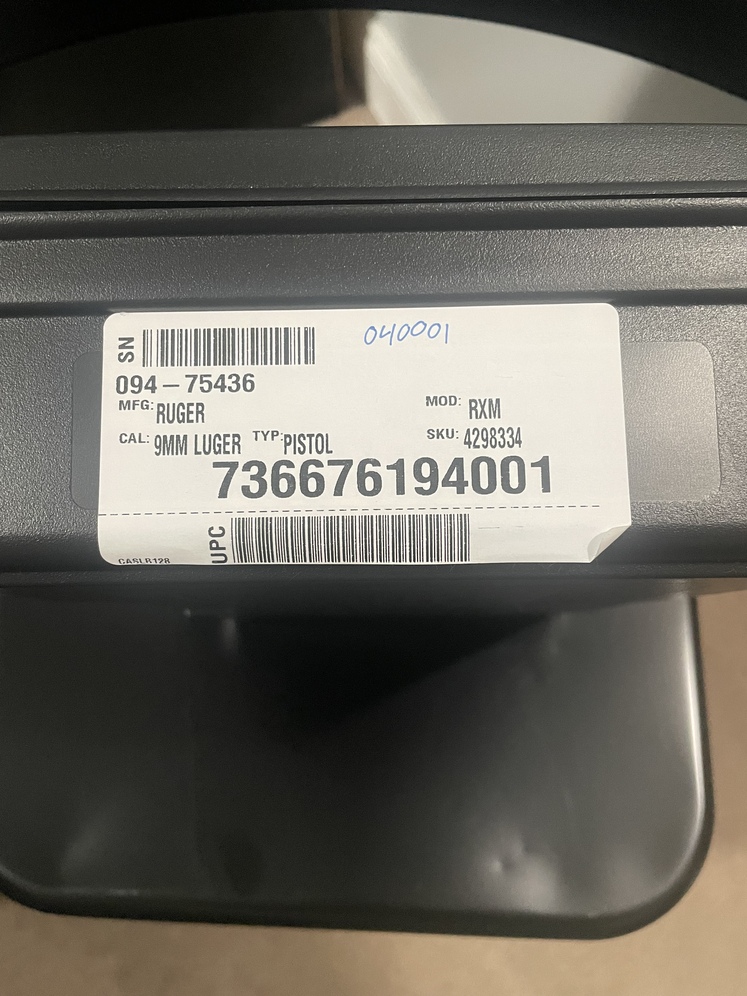 SN
040001
094-75436
MFG: RUGER
MOD: RXM
CAL: 9MM LUGER TYP: PISTOL
SKU: 4298334
736676194001
UPC
CASLB128